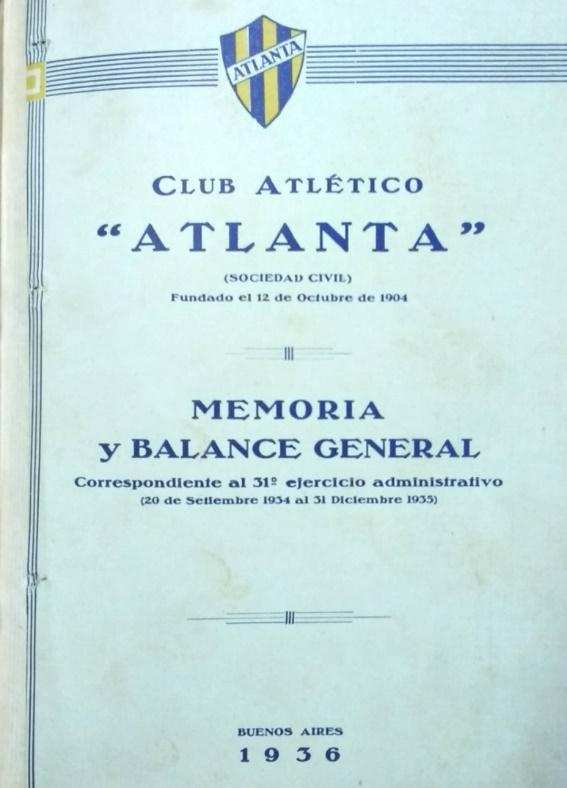 ATLANTA
CLUB ATLÉTICO
“ATLANTA”
(SOCIEDAD CIVIL)
Fundado el 12 de Octubre de 1904
MEMORIA
y BALANCE GENERAL
Correspondiente al 31º ejercicio administrativo
(20 de Setiembre 1934 al 31 Diciembre 1935)
BUENOS AIRES
1936